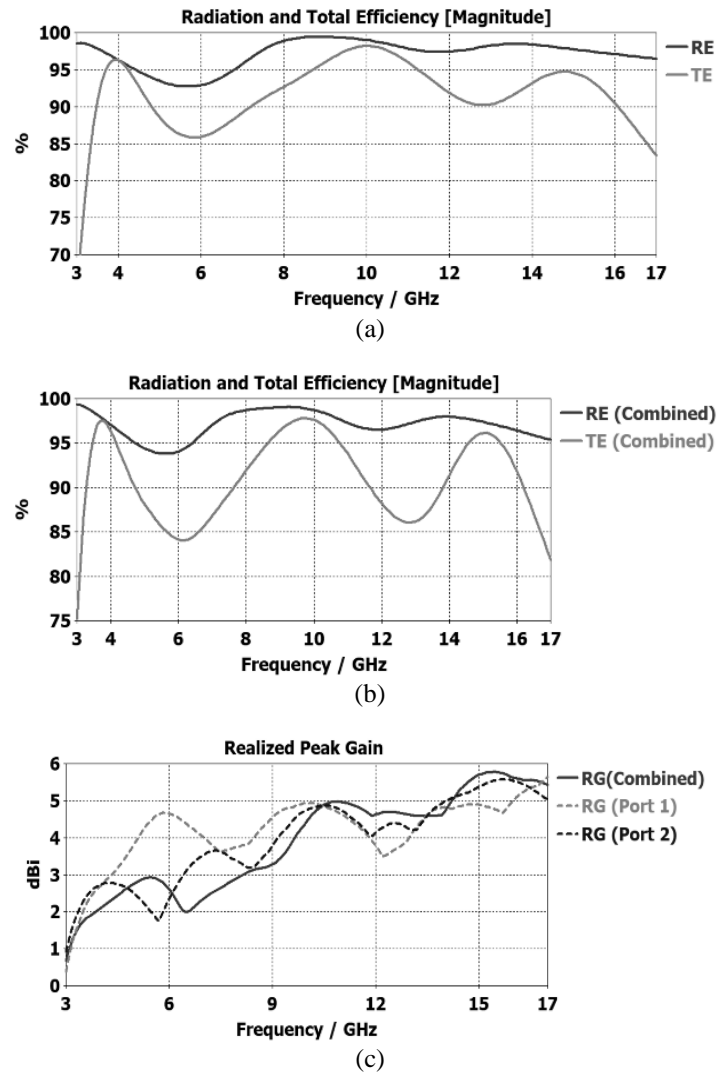 Radiation and Total Efficiency [Magnitude]
100
95
90
85
80
75
70
%
3 4 6 8 10 12 14 16 17
Frequency / GHz
RE
TE
(a)
Radiation and Total Efficiency [Magnitude]
100
95
90
85
80
75
%
3 4 6 8 10 12 14 16 17
Frequency / GHz
RE (Combined)
TE (Combined)
(b)
Realized Peak Gain
6
5
4
3
2
1
0
dBi
3 6 9 12 15 17
Frequency / GHz
RG(Combined)
RG (Port 1)
RG (Port 2)
(c)